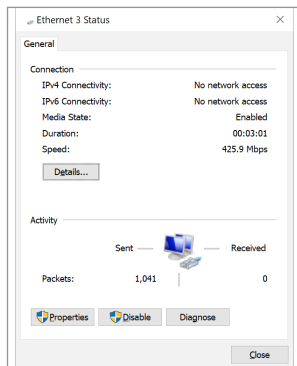 Ethernet 3 Status
General
Connection
IPv4 Connectivity: No network access
IPv6 Connectivity: No network access
Media State: Enabled
Duration: 00:03:01
Speed: 425.9 Mbps
Details...
Activity
Sent Received
Packets: 1,041 0
Properties Disable Diagnose
Close